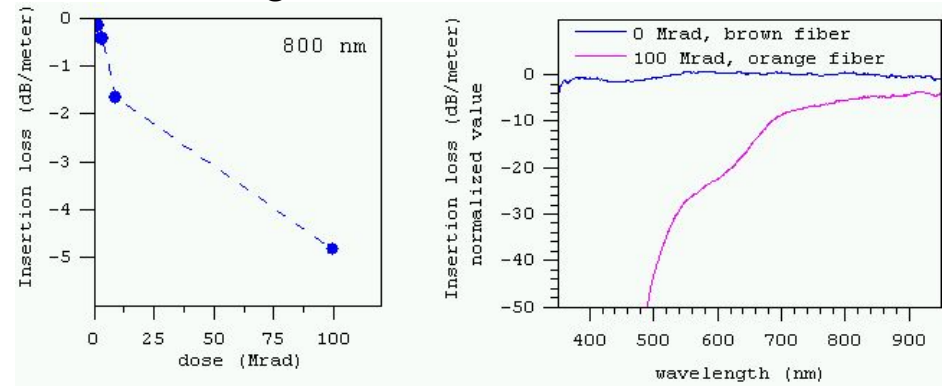 Insertion loss (dB/meter)
0
-1
-2
-3
-4
-5
800 nm
0 25 50 75 100
dose (Mrad)
Insertion loss (dB/meter)
normalized value
0
-10
-20
-30
-40
-50
0 Mrad, brown fiber
100 Mrad, orange fiber
400 500 600 700 800 900
wavelength (nm)